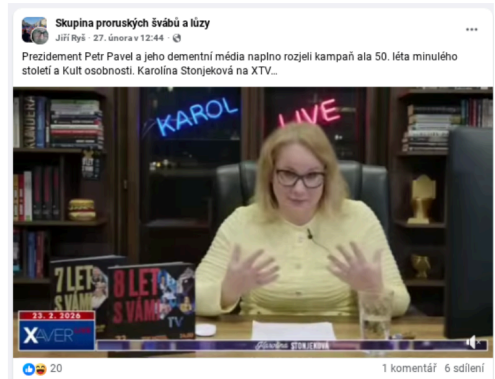 Skupina proruských švábů a lůzy
Jiří Ryš · 27. února v 12:44 ·
Prezident Petr Pavel a jeho dementní média naplno rozjeli kampaň ala 50. léta minulého
století a Kult osobnosti. Karolína Stonjeková na XTV...
KAROL LIVE
7 LET
S VÁMI
8 LET
S VÁMI
TV
23. 2. 2026
XAVER
Karolína STONJEKOVÁ
20
1 komentář 6 sdílení